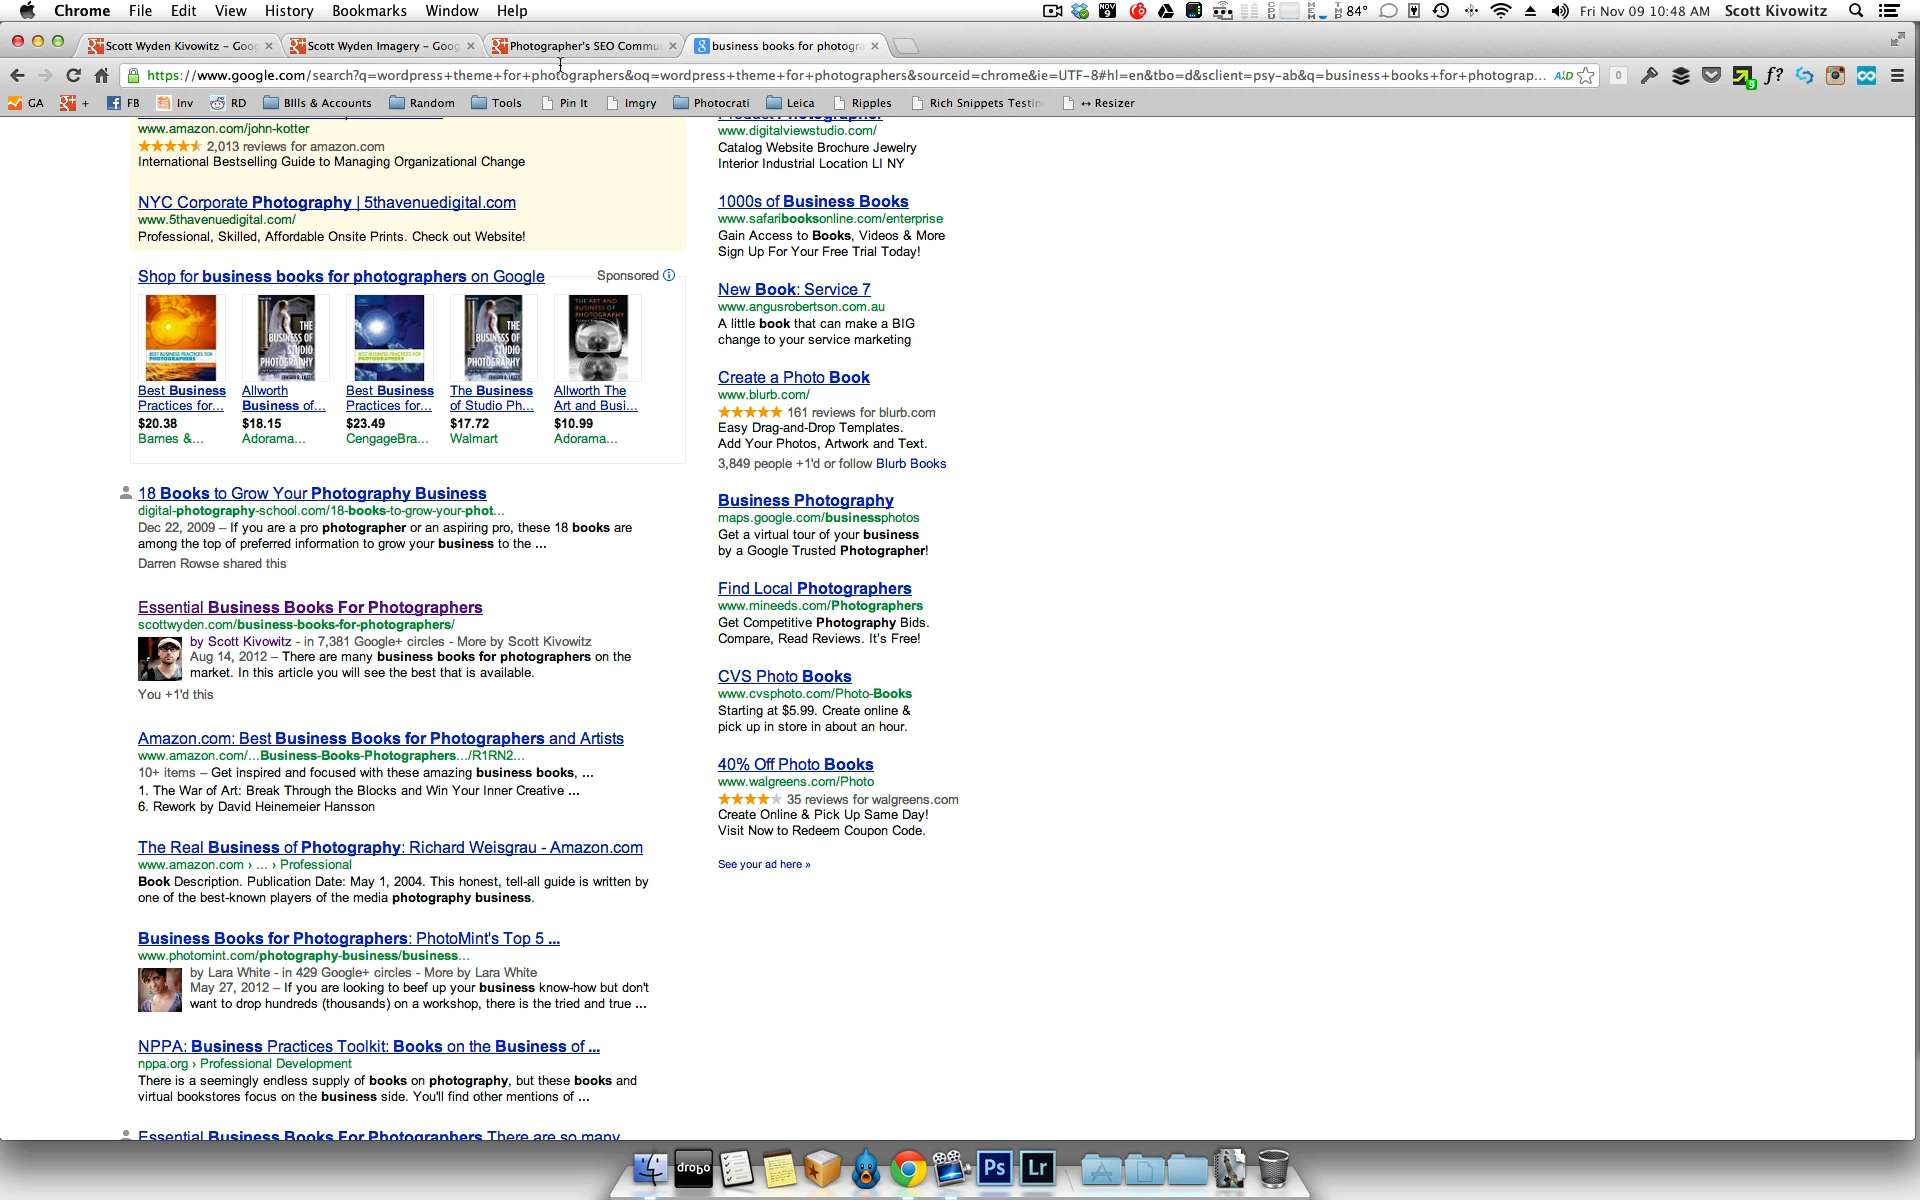 Chrome File Edit View History Bookmarks Window Help
84° Fri Nov 09 10:48 AM Scott Kivowitz
Scott Wyden Kivowitz – Goog
Scott Wyden Imagery – Goog
Photographer's SEO Commu
business books for photogra
https://www.google.com/search?q=wordpress+theme+for+photographers&oq=wordpress+theme+for+photographers&sourceid=chrome&ie=UTF-8#hl=en&tbo=d&sclient=psy-ab&q=business+books+for+photograp...
GA + FB Inv RD BIlls & Accounts Random Tools Pin It Imgry Photocrati Leica Ripples Rich Snippets Testin ↔ Resizer
www.amazon.com/john-kotter
2,013 reviews for amazon.com
International Bestselling Guide to Managing Organizational Change
NYC Corporate Photography | 5thavenuedigital.com
www.5thavenuedigital.com/
Professional, Skilled, Affordable Onsite Prints. Check out Website!
Shop for business books for photographers on Google
Sponsored
Best Business
Practices for...
$20.38
Barnes &...
Allworth
Business of...
$18.15
Adorama...
Best Business
Practices for...
$23.49
CengageBra...
The Business
of Studio Ph...
$17.72
Walmart
Allworth The
Art and Busi...
$10.99
Adorama...
18 Books to Grow Your Photography Business
digital-photography-school.com/18-books-to-grow-your-phot...
Dec 22, 2009 – If you are a pro photographer or an aspiring pro, these 18 books are
among the top of preferred information to grow your business to the ...
Darren Rowse shared this
Essential Business Books For Photographers
scottwyden.com/business-books-for-photographers/
by Scott Kivowitz - in 7,381 Google+ circles - More by Scott Kivowitz
Aug 14, 2012 – There are many business books for photographers on the
market. In this article you will see the best that is available.
You +1'd this
Amazon.com: Best Business Books for Photographers and Artists
www.amazon.com/...Business-Books-Photographers.../R1RN2...
10+ items – Get inspired and focused with these amazing business books, ...
1. The War of Art: Break Through the Blocks and Win Your Inner Creative ...
6. Rework by David Heinemeier Hansson
The Real Business of Photography: Richard Weisgrau - Amazon.com
www.amazon.com › ... › Professional
Book Description. Publication Date: May 1, 2004. This honest, tell-all guide is written by
one of the best-known players of the media photography business.
Business Books for Photographers: PhotoMint's Top 5 ...
www.photomint.com/photography-business/business...
by Lara White - in 429 Google+ circles - More by Lara White
May 27, 2012 – If you are looking to beef up your business know-how but don't
want to drop hundreds (thousands) on a workshop, there is the tried and true ...
NPPA: Business Practices Toolkit: Books on the Business of ...
nppa.org › Professional Development
There is a seemingly endless supply of books on photography, but these books and
virtual bookstores focus on the business side. You'll find other mentions of ...
Essential Business Books For Photographers There are so many
Product Photographer
www.digitalviewstudio.com/
Catalog Website Brochure Jewelry
Interior Industrial Location LI NY
1000s of Business Books
www.safaribooksonline.com/enterprise
Gain Access to Books, Videos & More
Sign Up For Your Free Trial Today!
New Book: Service 7
www.angusrobertson.com.au
A little book that can make a BIG
change to your service marketing
Create a Photo Book
www.blurb.com/
161 reviews for blurb.com
Easy Drag-and-Drop Templates.
Add Your Photos, Artwork and Text.
3,849 people +1'd or follow Blurb Books
Business Photography
maps.google.com/businessphotos
Get a virtual tour of your business
by a Google Trusted Photographer!
Find Local Photographers
www.mineeds.com/Photographers
Get Competitive Photography Bids.
Compare, Read Reviews. It's Free!
CVS Photo Books
www.cvsphoto.com/Photo-Books
Starting at $5.99. Create online &
pick up in store in about an hour.
40% Off Photo Books
www.walgreens.com/Photo
35 reviews for walgreens.com
Create Online & Pick Up Same Day!
Visit Now to Redeem Coupon Code.
See your ad here »
drobo Ps Lr